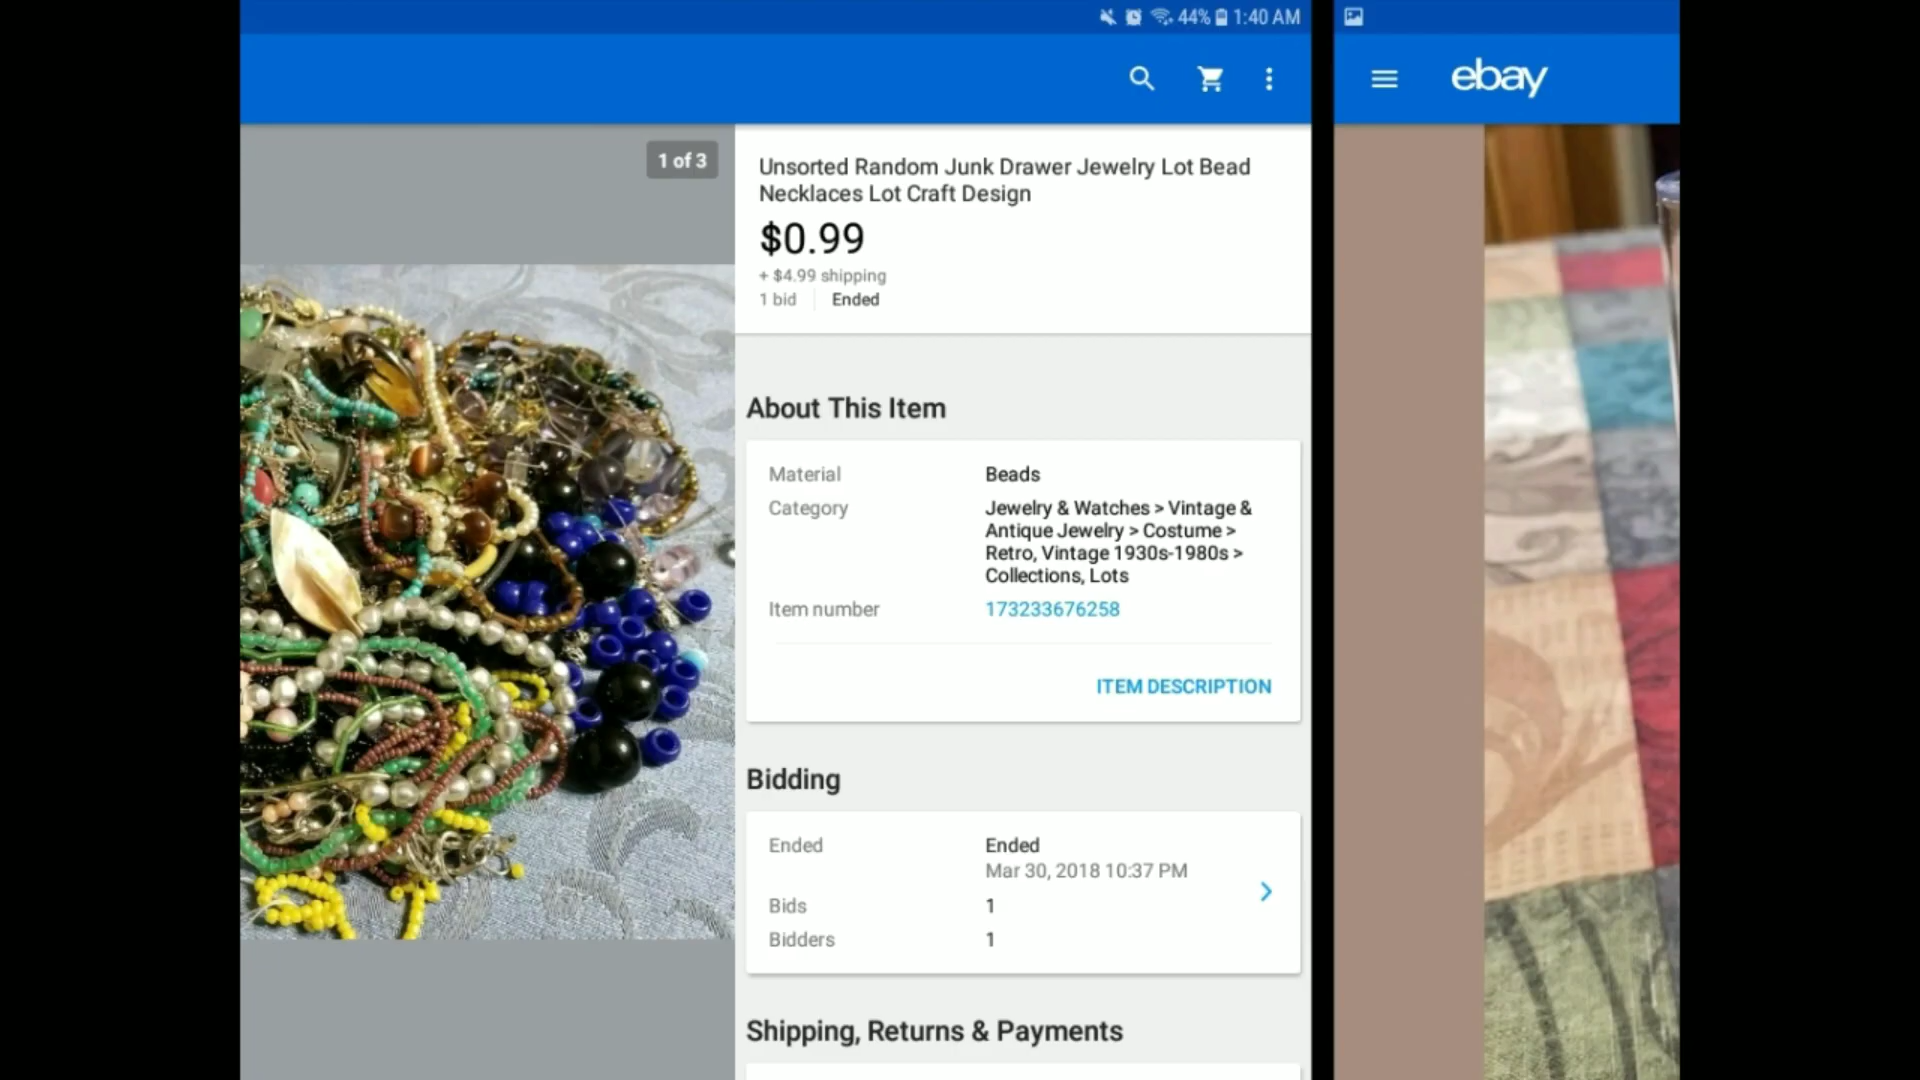 44% 1:40 AM
ebay
1 of 3
Unsorted Random Junk Drawer Jewelry Lot Bead
Necklaces Lot Craft Design
$0.99
+ $4.99 shipping
1 bid Ended
About This Item
Material Beads
Category Jewelry & Watches > Vintage &
Antique Jewelry > Costume >
Retro, Vintage 1930s-1980s >
Collections, Lots
Item number 173233676258
ITEM DESCRIPTION
Bidding
Ended Ended
Mar 30, 2018 10:37 PM
Bids 1
Bidders 1
Shipping, Returns & Payments